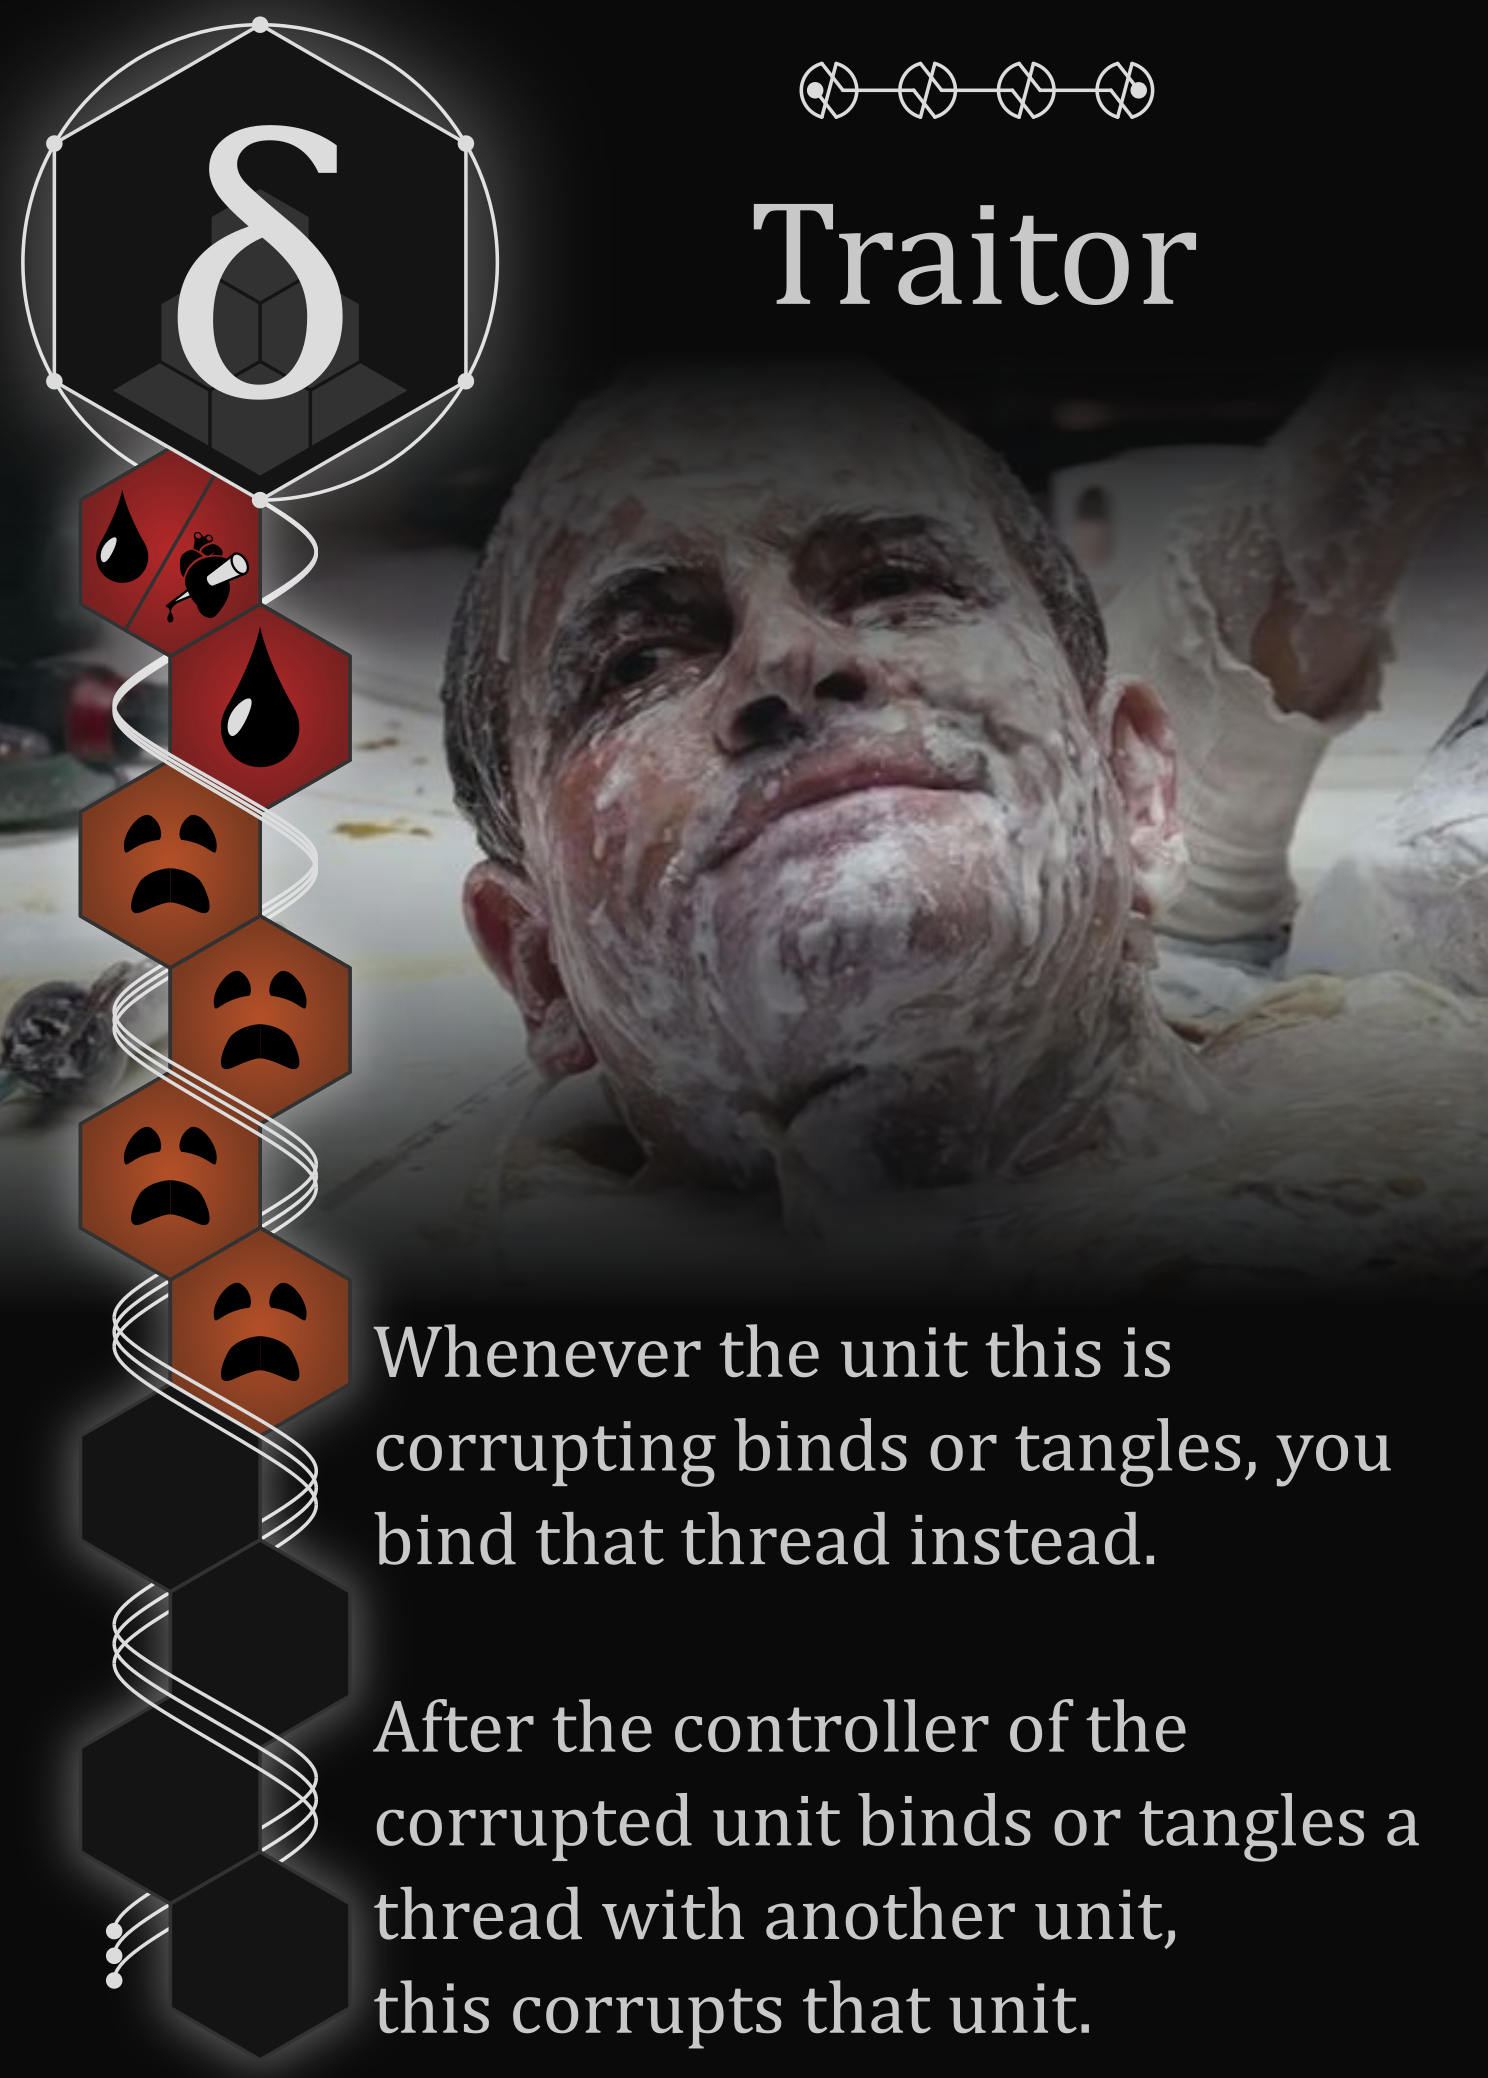 δ
Traitor
Whenever the unit this is
corrupting binds or tangles, you
bind that thread instead.
After the controller of the
corrupted unit binds or tangles a
thread with another unit,
this corrupts that unit.